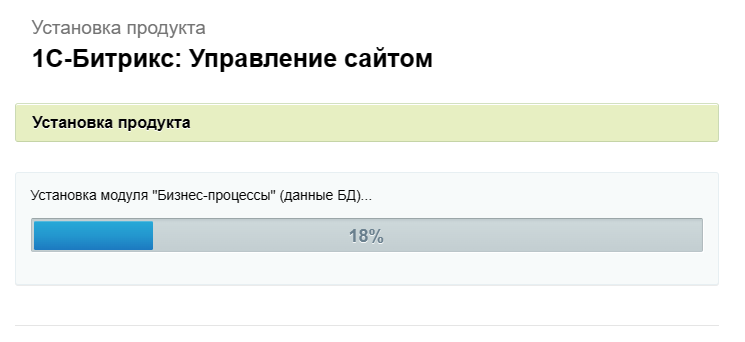 Установка продукта
1С-Битрикс: Управление сайтом
Установка продукта
Установка модуля "Бизнес-процессы" (данные БД)...
18%